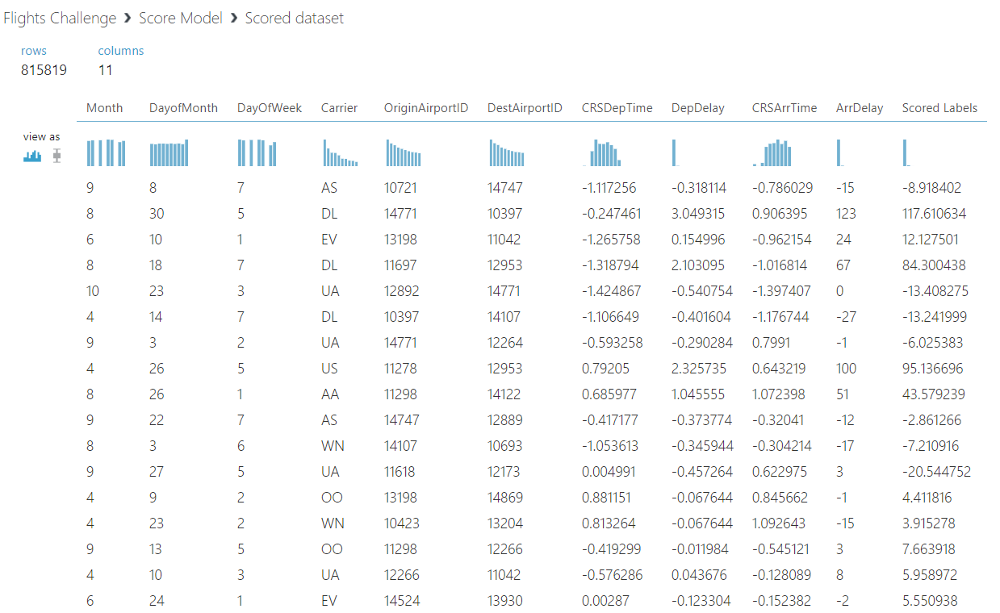 Flights Challenge › Score Model › Scored dataset
rows columns
815819 11
Month DayofMonth DayOfWeek Carrier OriginAirportID DestAirportID CRSDepTime DepDelay CRSArrTime ArrDelay Scored Labels
view as
9 8 7 AS 10721 14747 -1.117256 -0.318114 -0.786029 -15 -8.918402
8 30 5 DL 14771 10397 -0.247461 3.049315 0.906395 123 117.610634
6 10 1 EV 13198 11042 -1.265758 0.154996 -0.962154 24 12.127501
8 18 7 DL 11697 12953 -1.318794 2.103095 -1.016814 67 84.300438
10 23 3 UA 12892 14771 -1.424867 -0.540754 -1.397407 0 -13.408275
4 14 7 DL 10397 14107 -1.106649 -0.401604 -1.176744 -27 -13.241999
9 3 2 UA 14771 12264 -0.593258 -0.290284 0.7991 -1 -6.025383
4 26 5 US 11278 12953 0.79205 2.325735 0.643219 100 95.136696
8 26 1 AA 11298 14122 0.685977 1.045555 1.072398 51 43.579239
9 22 7 AS 14747 12889 -0.417177 -0.373774 -0.32041 -12 -2.861266
8 3 6 WN 14107 10693 -1.053613 -0.345944 -0.304214 -17 -7.210916
9 27 5 UA 11618 12173 0.004991 -0.457264 0.622975 3 -20.544752
4 9 2 OO 13198 14869 0.881151 -0.067644 0.845662 -1 4.411816
4 23 2 WN 10423 13204 0.813264 -0.067644 1.092643 -15 3.915278
9 13 5 OO 11298 12266 -0.419299 -0.011984 -0.545121 3 7.663918
4 10 3 UA 12266 11042 -0.576286 0.043676 -0.128089 8 5.958972
6 24 1 EV 14524 13930 0.00287 -0.123304 -0.152382 -2 5.550938